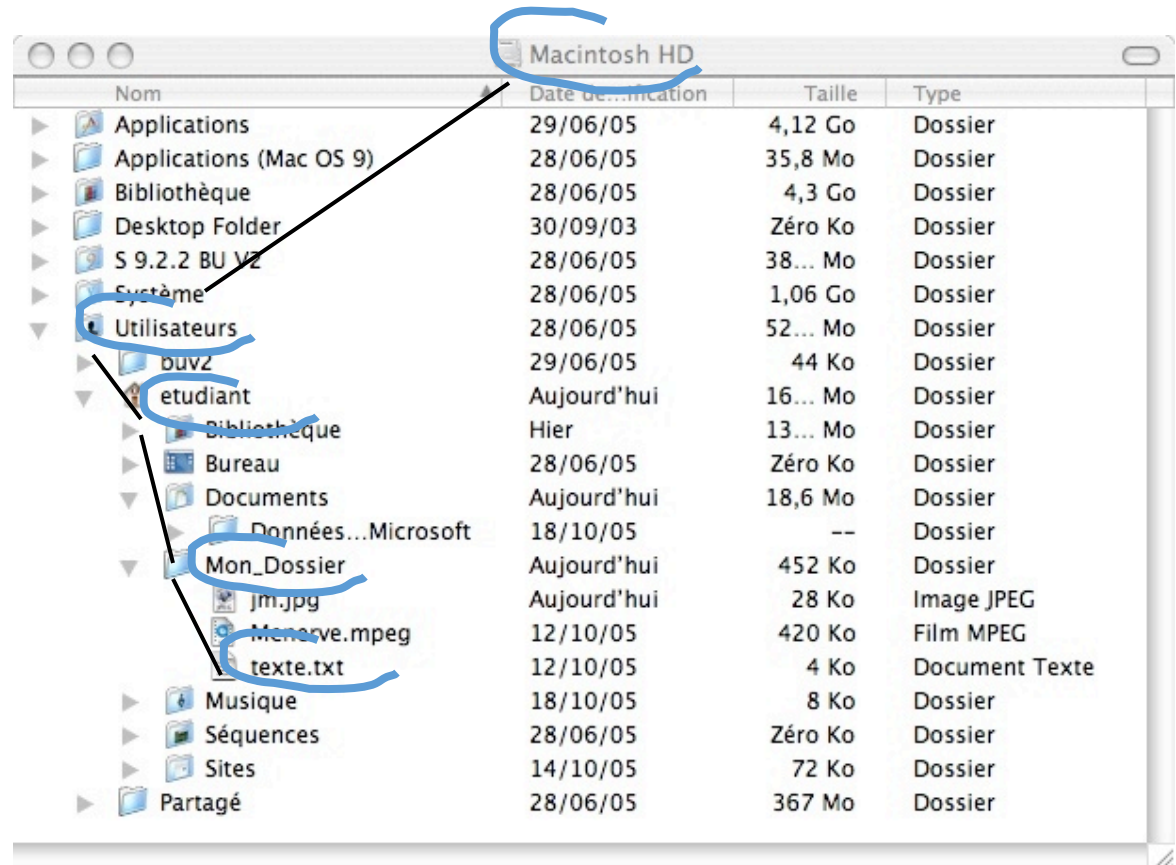 Macintosh HD
Nom Date de...ification Taille Type
Applications 29/06/05 4,12 Go Dossier
Applications (Mac OS 9) 28/06/05 35,8 Mo Dossier
Bibliothèque 28/06/05 4,3 Go Dossier
Desktop Folder 30/09/03 Zéro Ko Dossier
S 9.2.2 BU V2 28/06/05 38... Mo Dossier
Système 28/06/05 1,06 Go Dossier
Utilisateurs 28/06/05 52... Mo Dossier
buv2 29/06/05 44 Ko Dossier
etudiant Aujourd'hui 16... Mo Dossier
Bibliothèque Hier 13... Mo Dossier
Bureau 28/06/05 Zéro Ko Dossier
Documents Aujourd'hui 18,6 Mo Dossier
Données...Microsoft 18/10/05 -- Dossier
Mon_Dossier Aujourd'hui 452 Ko Dossier
jm.jpg Aujourd'hui 28 Ko Image JPEG
Menerve.mpeg 12/10/05 420 Ko Film MPEG
texte.txt 12/10/05 4 Ko Document Texte
Musique 18/10/05 8 Ko Dossier
Séquences 28/06/05 Zéro Ko Dossier
Sites 14/10/05 72 Ko Dossier
Partagé 28/06/05 367 Mo Dossier